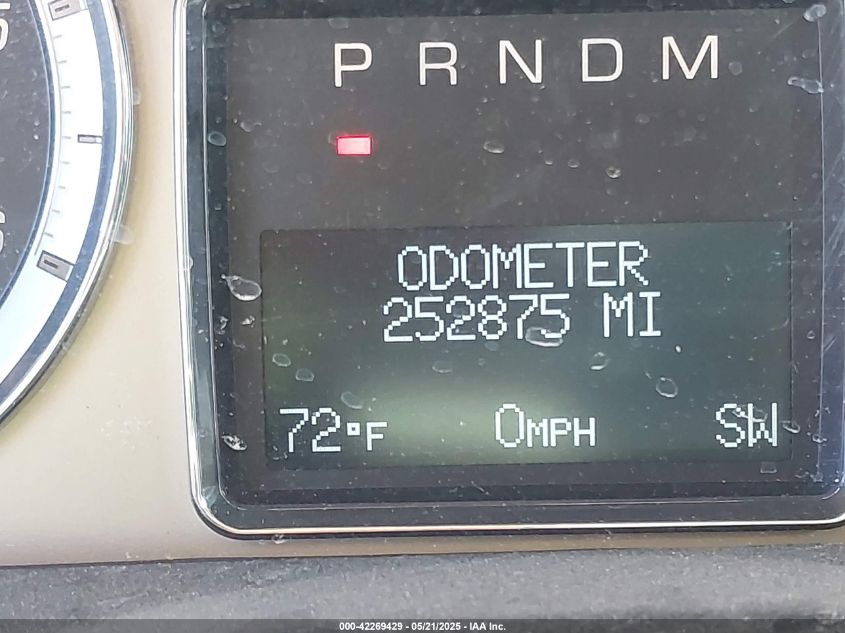 P R N D M
ODOMETER
252875 MI
72°F 0MPH SW
000-42269429 - 05/21/2025 - IAA Inc.